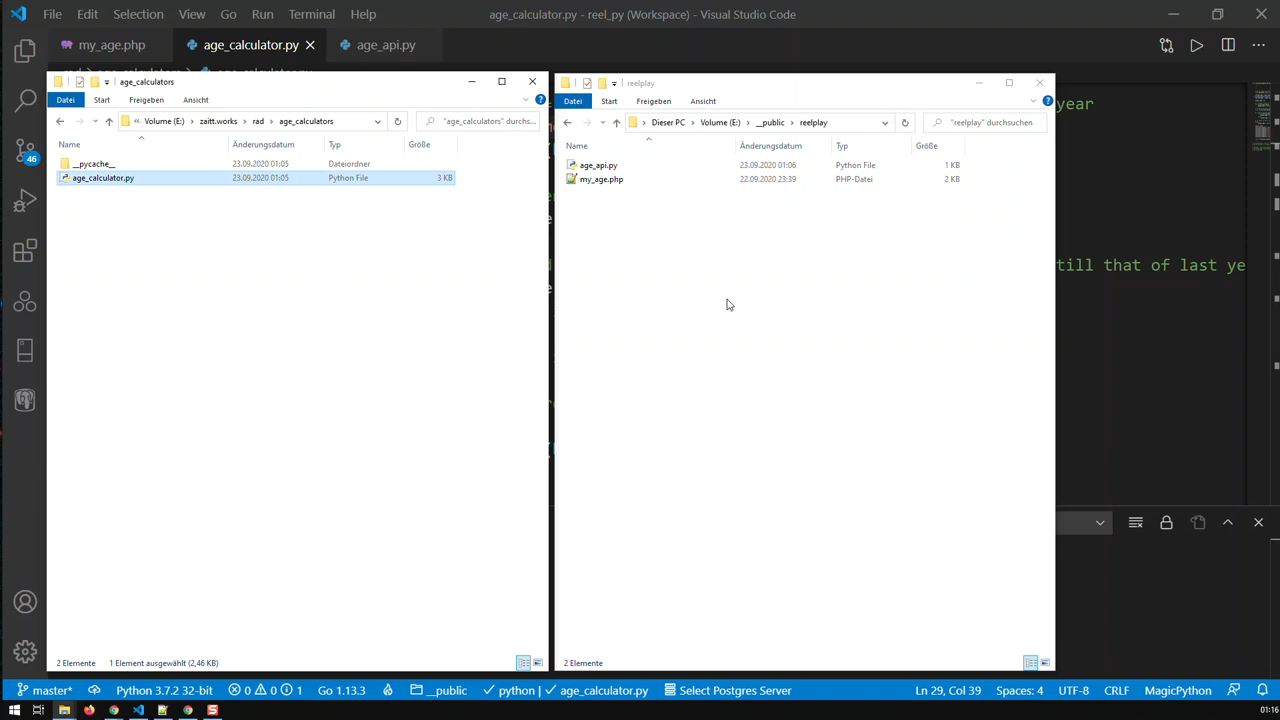 File Edit Selection View Go Run Terminal Help age_calculator.py - reel_py (Workspace) - Visual Studio Code
my_age.php age_calculator.py age_api.py
age_calculators
Datei Start Freigeben Ansicht
« Volume (E:) › zaitt.works › rad › age_calculators "age_calculators" durchs...
Name Änderungsdatum Typ Größe
__pycache__ 23.09.2020 01:05 Dateiordner
age_calculator.py 23.09.2020 01:05 Python File 3 KB
2 Elemente 1 Element ausgewählt (2,46 KB)
reelplay
Datei Start Freigeben Ansicht
› Dieser PC › Volume (E:) › __public › reelplay "reelplay" durchsuchen
Name Änderungsdatum Typ Größe
age_api.py 23.09.2020 01:06 Python File 1 KB
my_age.php 22.09.2020 23:39 PHP-Datei 2 KB
2 Elemente
year
till that of last ye
46
master* Python 3.7.2 32-bit 0 0 1 Go 1.13.3 __public python | age_calculator.py Select Postgres Server Ln 29, Col 39 Spaces: 4 UTF-8 CRLF MagicPython
01:16